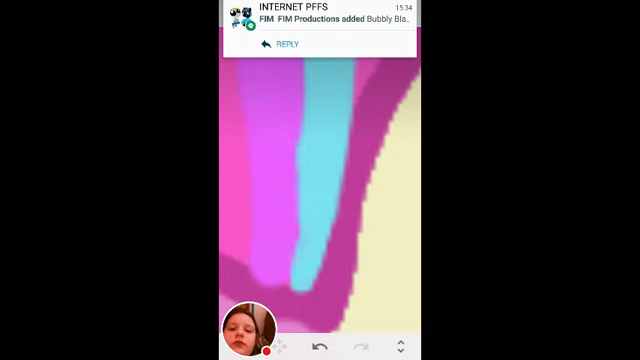 INTERNET PFFS 15:34
FIM FIM Productions added Bubbly Bla..
REPLY